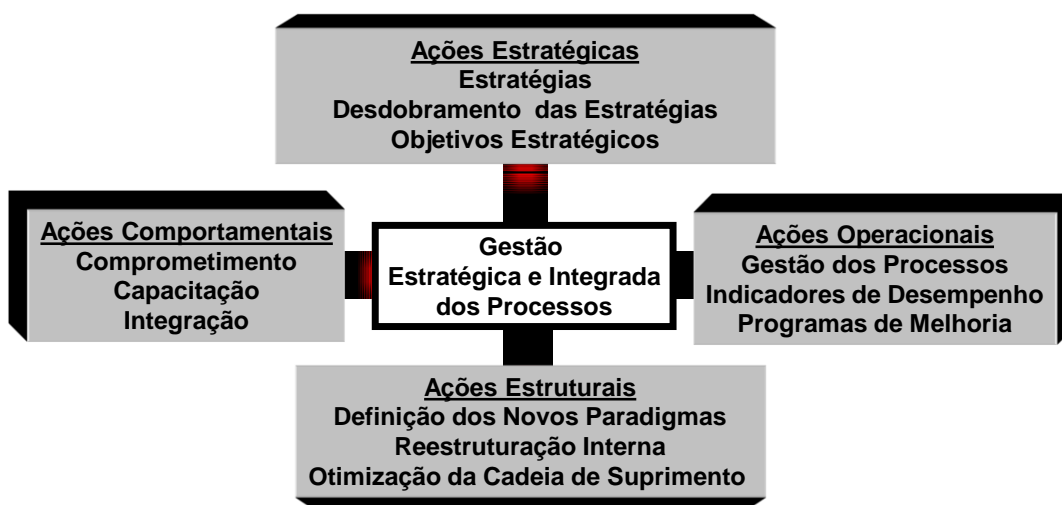 Ações Estratégicas
Estratégias
Desdobramento das Estratégias
Objetivos Estratégicos
Ações Comportamentais
Comprometimento
Capacitação
Integração
Gestão
Estratégica e Integrada
dos Processos
Ações Operacionais
Gestão dos Processos
Indicadores de Desempenho
Programas de Melhoria
Ações Estruturais
Definição dos Novos Paradigmas
Reestruturação Interna
Otimização da Cadeia de Suprimento